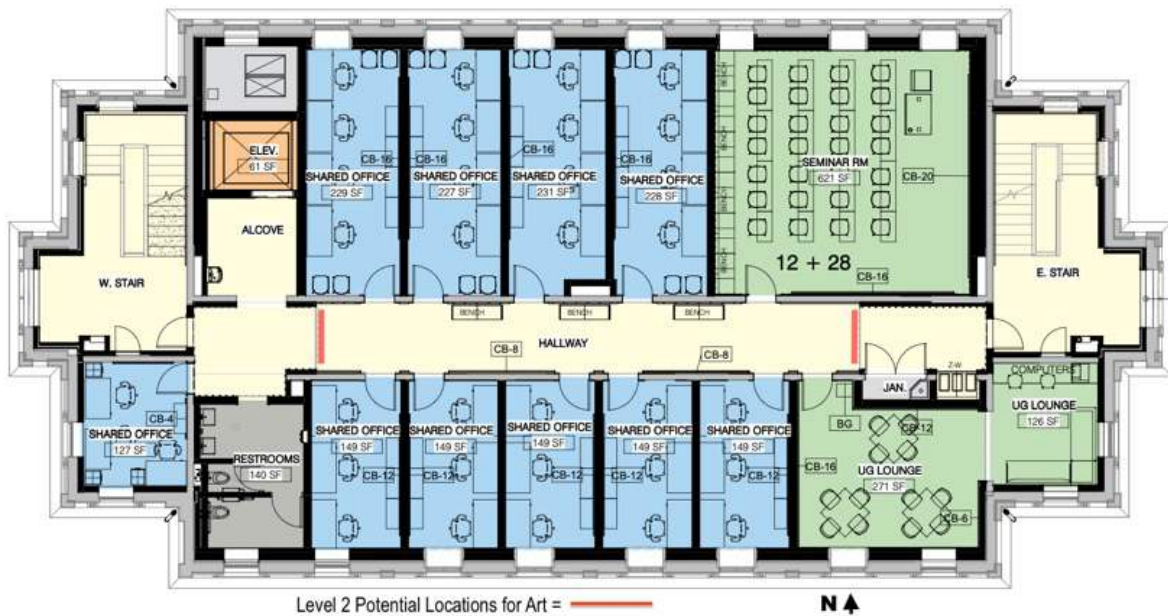 ELEV.
61 SF
ALCOVE
W. STAIR
SHARED OFFICE
229 SF
CB-16
CB-16
SHARED OFFICE
227 SF
CB-16
SHARED OFFICE
231 SF
CB-16
SHARED OFFICE
228 SF
BENCH
BENCH
BENCH
BENCH
SEMINAR RM
621 SF
CB-20
12 + 28
CB-16
E. STAIR
BENCH
BENCH
BENCH
HALLWAY
CB-8
CB-8
JAN.
Z-W
COMPUTERS
UG LOUNGE
126 SF
CB-4
SHARED OFFICE
127 SF
RESTROOMS
140 SF
SHARED OFFICE
149 SF
CB-12
SHARED OFFICE
149 SF
CB-12
SHARED OFFICE
149 SF
CB-12
SHARED OFFICE
149 SF
CB-12
SHARED OFFICE
149 SF
CB-16
BG
CB-12
UG LOUNGE
271 SF
CB-6
Level 2 Potential Locations for Art =
N